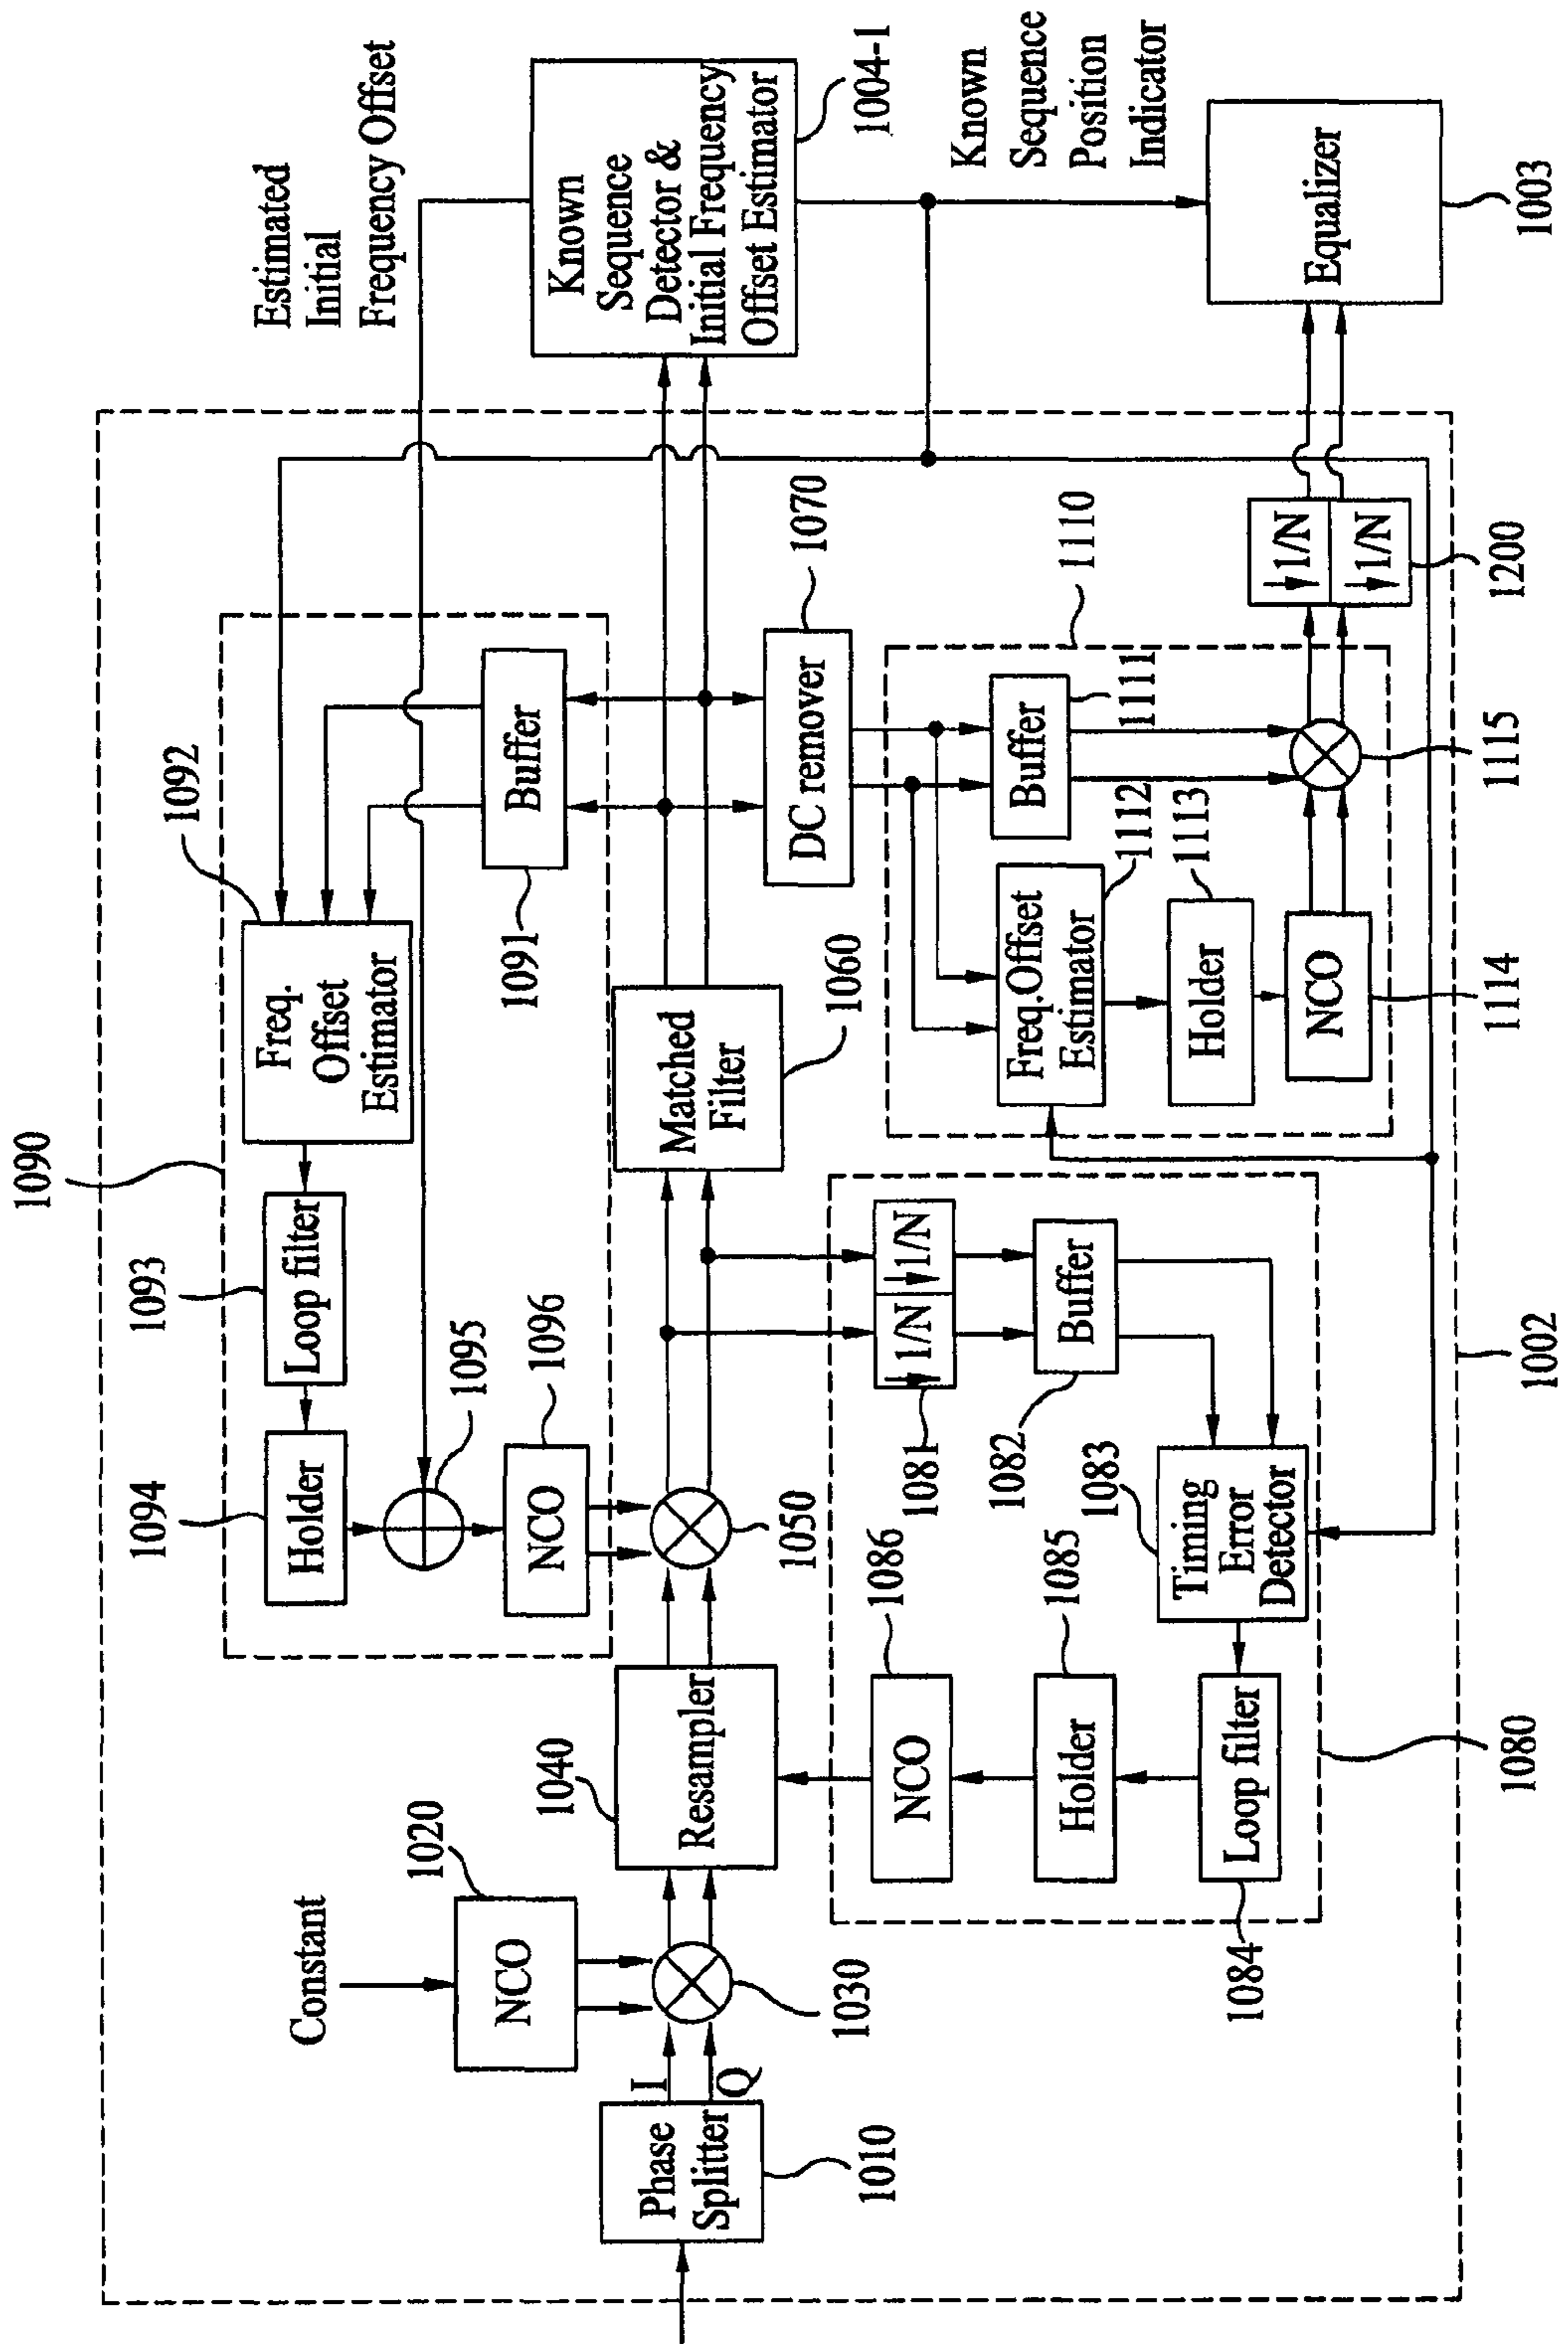 1090
1094
Holder
1093
Loop filter
1092
Freq.
Offset
Estimator
Estimated
Initial
Frequency Offset
1095
1096
NCO
1091
Buffer
Constant
1020
NCO
1040
Resampler
Phase
Splitter
1010
I
Q
1030
1050
Matched
Filter
1060
Known
Sequence
Detector &
Initial Frequency
Offset Estimator
1004-1
DC remover
1070
1110
1086
NCO
1085
Holder
1084
Loop filter
1083
Timing
Error
Detector
1081
1/N
1/N
1082
Buffer
1080
Freq.Offset
Estimator
1112
Buffer
1111
1113
Holder
NCO
1114
1115
1/N
1/N
1200
Known
Sequence
Position
Indicator
Equalizer
1003
1002